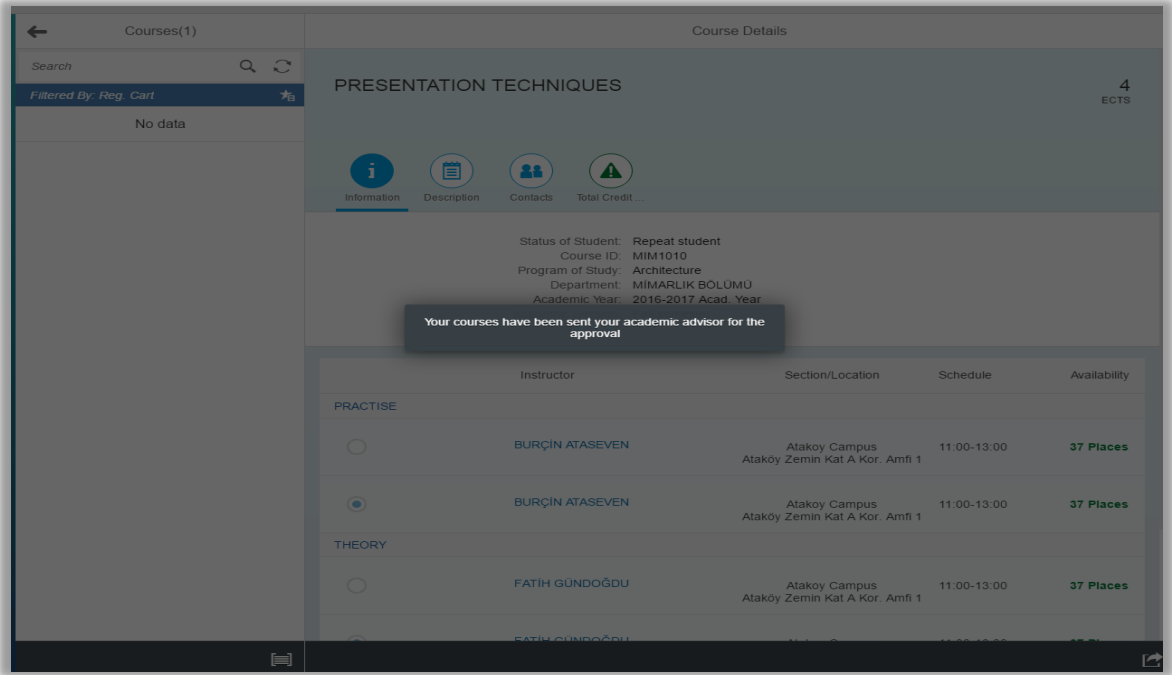 Courses(1)
Course Details
Search
Filtered By: Reg. Cart
No data
PRESENTATION TECHNIQUES
4
ECTS
Information
Description
Contacts
Total Credit ...
Status of Student: Repeat student
Course ID: MIM1010
Program of Study: Architecture
Department: MİMARLIK BÖLÜMÜ
Academic Year: 2016-2017 Acad. Year
Your courses have been sent your academic advisor for the
approval
Instructor Section/Location Schedule Availability
PRACTISE
BURÇİN ATASEVEN Atakoy Campus 11:00-13:00 37 Places
Ataköy Zemin Kat A Kor. Amfi 1
BURÇİN ATASEVEN Atakoy Campus 11:00-13:00 37 Places
Ataköy Zemin Kat A Kor. Amfi 1
THEORY
FATİH GÜNDOĞDU Atakoy Campus 11:00-13:00 37 Places
Ataköy Zemin Kat A Kor. Amfi 1
FATİH GÜNDOĞDU